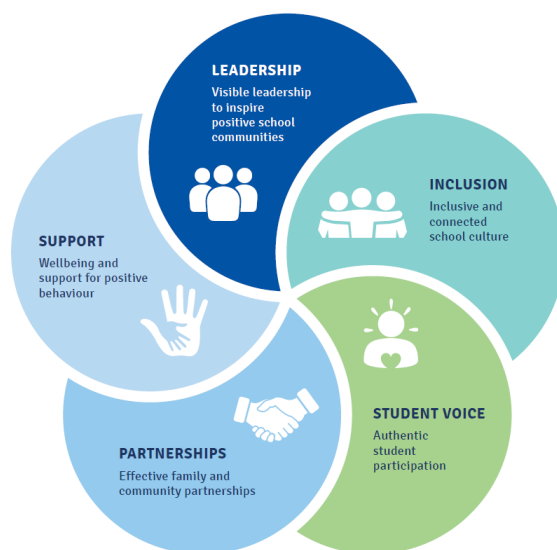 LEADERSHIP
Visible leadership
to inspire
positive school
communities
INCLUSION
Inclusive and
connected
school culture
STUDENT VOICE
Authentic
student
participation
PARTNERSHIPS
Effective family and
community partnerships
SUPPORT
Wellbeing and
support for positive
behaviour